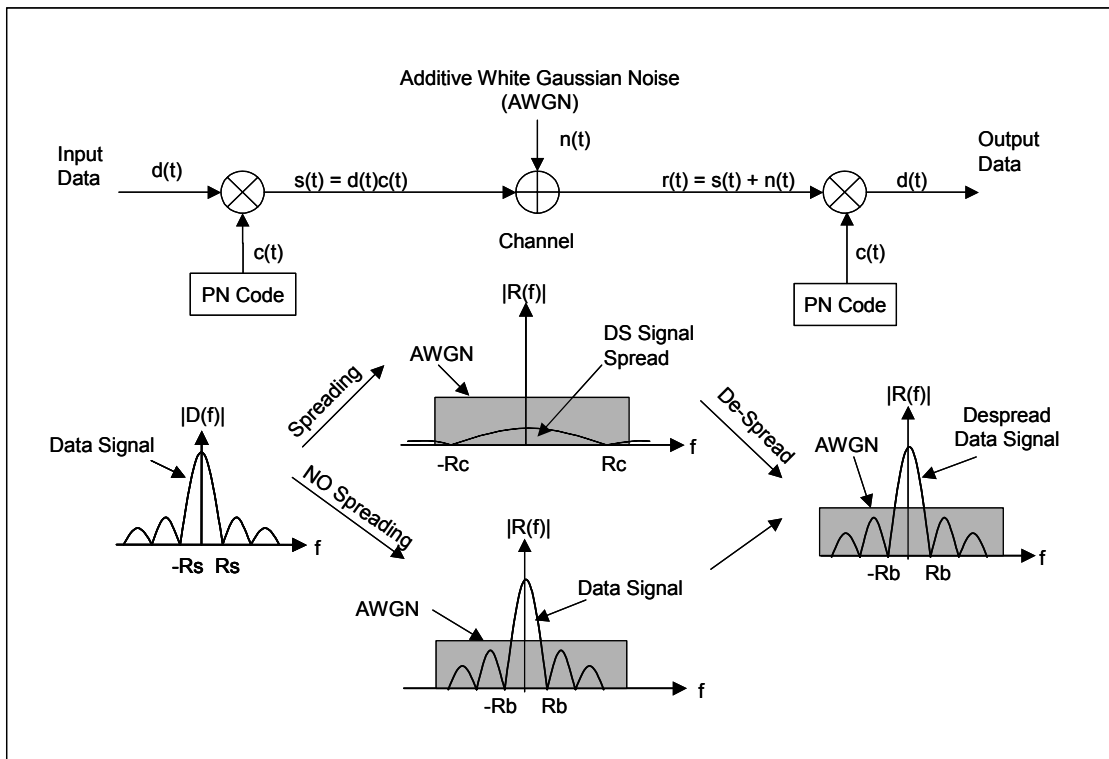 Additive White Gaussian Noise
(AWGN)
n(t)
Input
Data
d(t)
s(t) = d(t)c(t)
r(t) = s(t) + n(t)
d(t)
Output
Data
Channel
c(t)
PN Code
c(t)
PN Code
|R(f)|
AWGN
DS Signal
Spread
-Rc
Rc
f
Spreading
De-Spread
|D(f)|
Data Signal
-Rs
Rs
f
NO Spreading
|R(f)|
AWGN
Data Signal
-Rb
Rb
f
|R(f)|
AWGN
Despread
Data Signal
-Rb
Rb
f